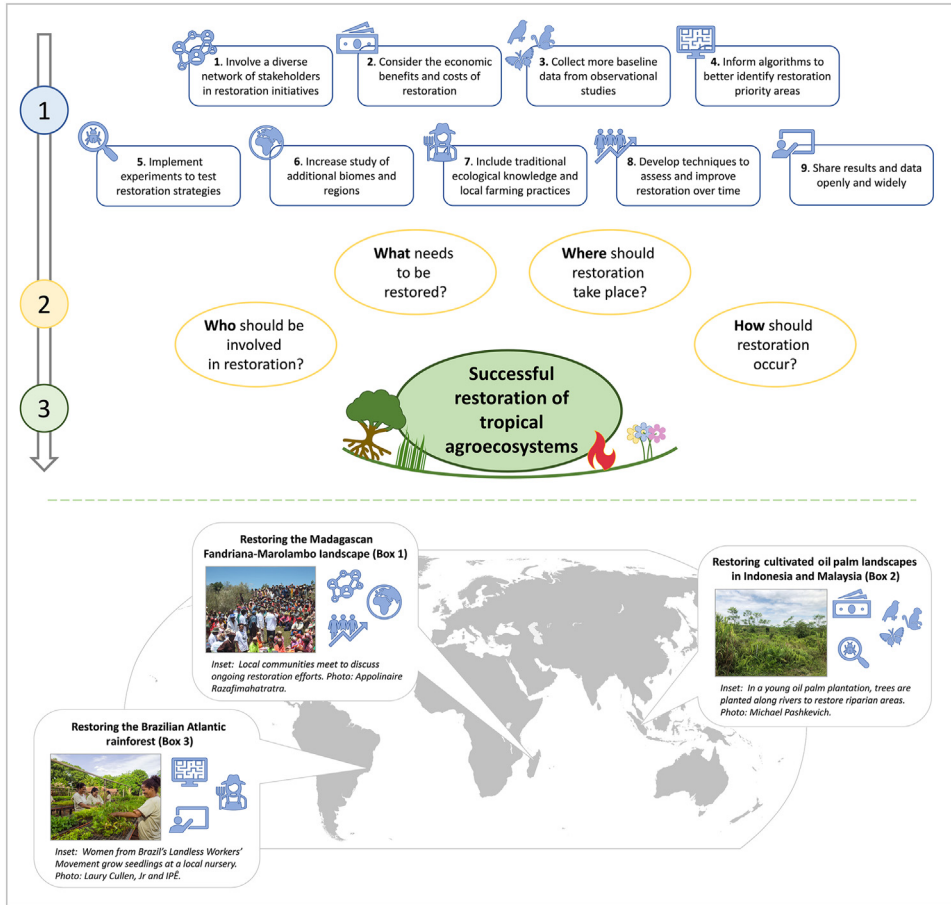 1
1. Involve a diverse
network of stakeholders
in restoration initiatives
2. Consider the economic
benefits and costs of
restoration
3. Collect more baseline
data from observational
studies
4. Inform algorithms to
better identify restoration
priority areas
5. Implement
experiments to test
restoration strategies
6. Increase study of
additional biomes and
regions
7. Include traditional
ecological knowledge and
local farming practices
8. Develop techniques to
assess and improve
restoration over time
9. Share results and data
openly and widely
2
Who should be
involved
in restoration?
What needs
to be
restored?
Where should
restoration
take place?
How should
restoration
occur?
3
Successful
restoration of
tropical
agroecosystems
Restoring the Madagascan
Fandriana-Marolambo landscape (Box 1)
Inset: Local communities meet to discuss
ongoing restoration efforts. Photo: Appolinaire
Razafimahatratra.
Restoring cultivated oil palm landscapes
in Indonesia and Malaysia (Box 2)
Inset: In a young oil palm plantation, trees are
planted along rivers to restore riparian areas.
Photo: Michael Pashkevich.
Restoring the Brazilian Atlantic
rainforest (Box 3)
Inset: Women from Brazil's Landless Workers'
Movement grow seedlings at a local nursery.
Photo: Laury Cullen, Jr and IPÊ.